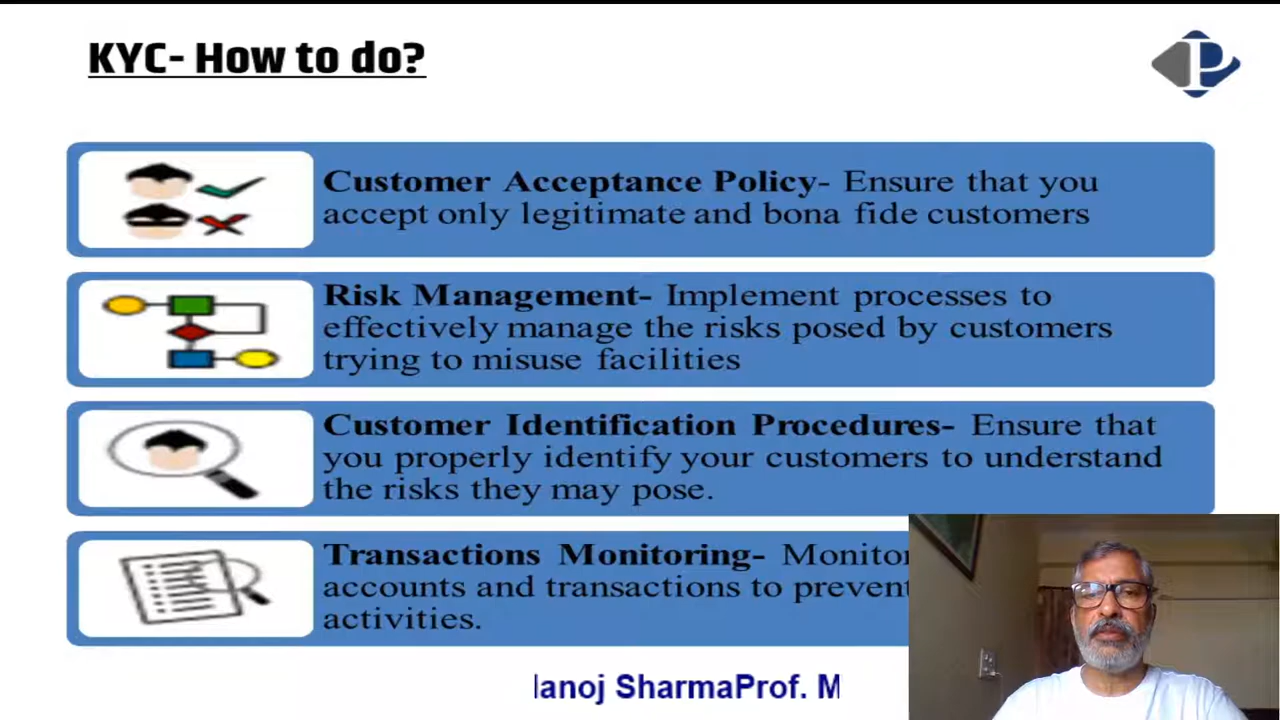 KYC- How to do?
P
Customer Acceptance Policy- Ensure that you
accept only legitimate and bona fide customers
Risk Management- Implement processes to
effectively manage the risks posed by customers
trying to misuse facilities
Customer Identification Procedures- Ensure that
you properly identify your customers to understand
the risks they may pose.
Transactions Monitoring- Monitor
accounts and transactions to prevent
activities.
anoj SharmaProf. M